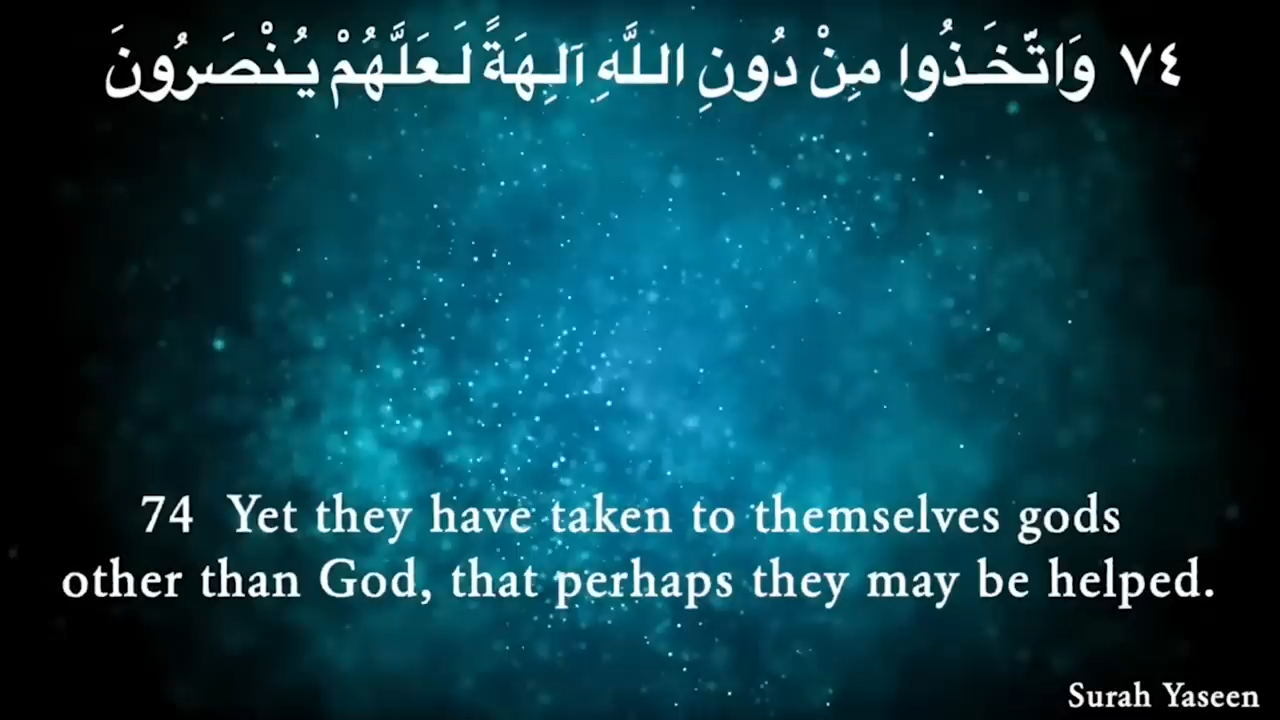 ٧٤ وَاتَّخَذُوا مِنْ دُونِ اللَّهِ آلِهَةً لَعَلَّهُمْ يُنْصَرُونَ
74 Yet they have taken to themselves gods
other than God, that perhaps they may be helped.
Surah Yaseen